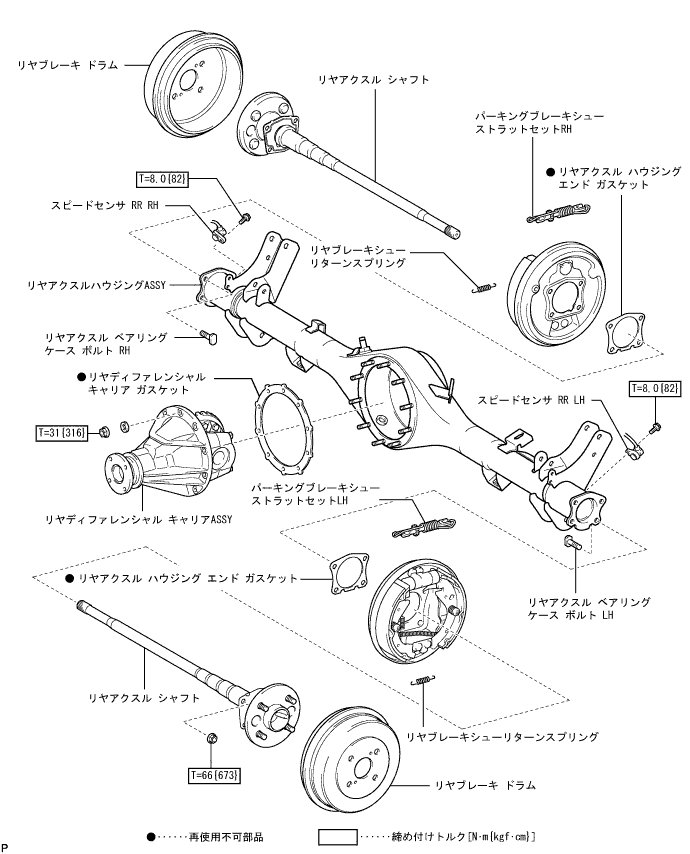 リヤブレーキ ドラム
リヤアクスル シャフト
パーキングブレーキシュー
ストラットセットRH
●リヤアクスル ハウジング
エンド ガスケット
T=8.0{82}
スピードセンサ RR RH
リヤブレーキシュー
リターンスプリング
リヤアクスルハウジングASSY
リヤアクスル ベアリング
ケース ボルト RH
●リヤディファレンシャル
キャリア ガスケット
T=8.0{82}
スピードセンサ RR LH
T=31{316}
パーキングブレーキシュー
ストラットセットLH
リヤディファレンシャル キャリアASSY
●リヤアクスル ハウジング エンド ガスケット
リヤアクスル ベアリング
ケース ボルト LH
リヤアクスル シャフト
リヤブレーキシューリターンスプリング
T=66{673}
リヤブレーキ ドラム
●‥‥‥再使用不可部品
‥‥‥締め付けトルク[N·m{kgf·cm}]
P